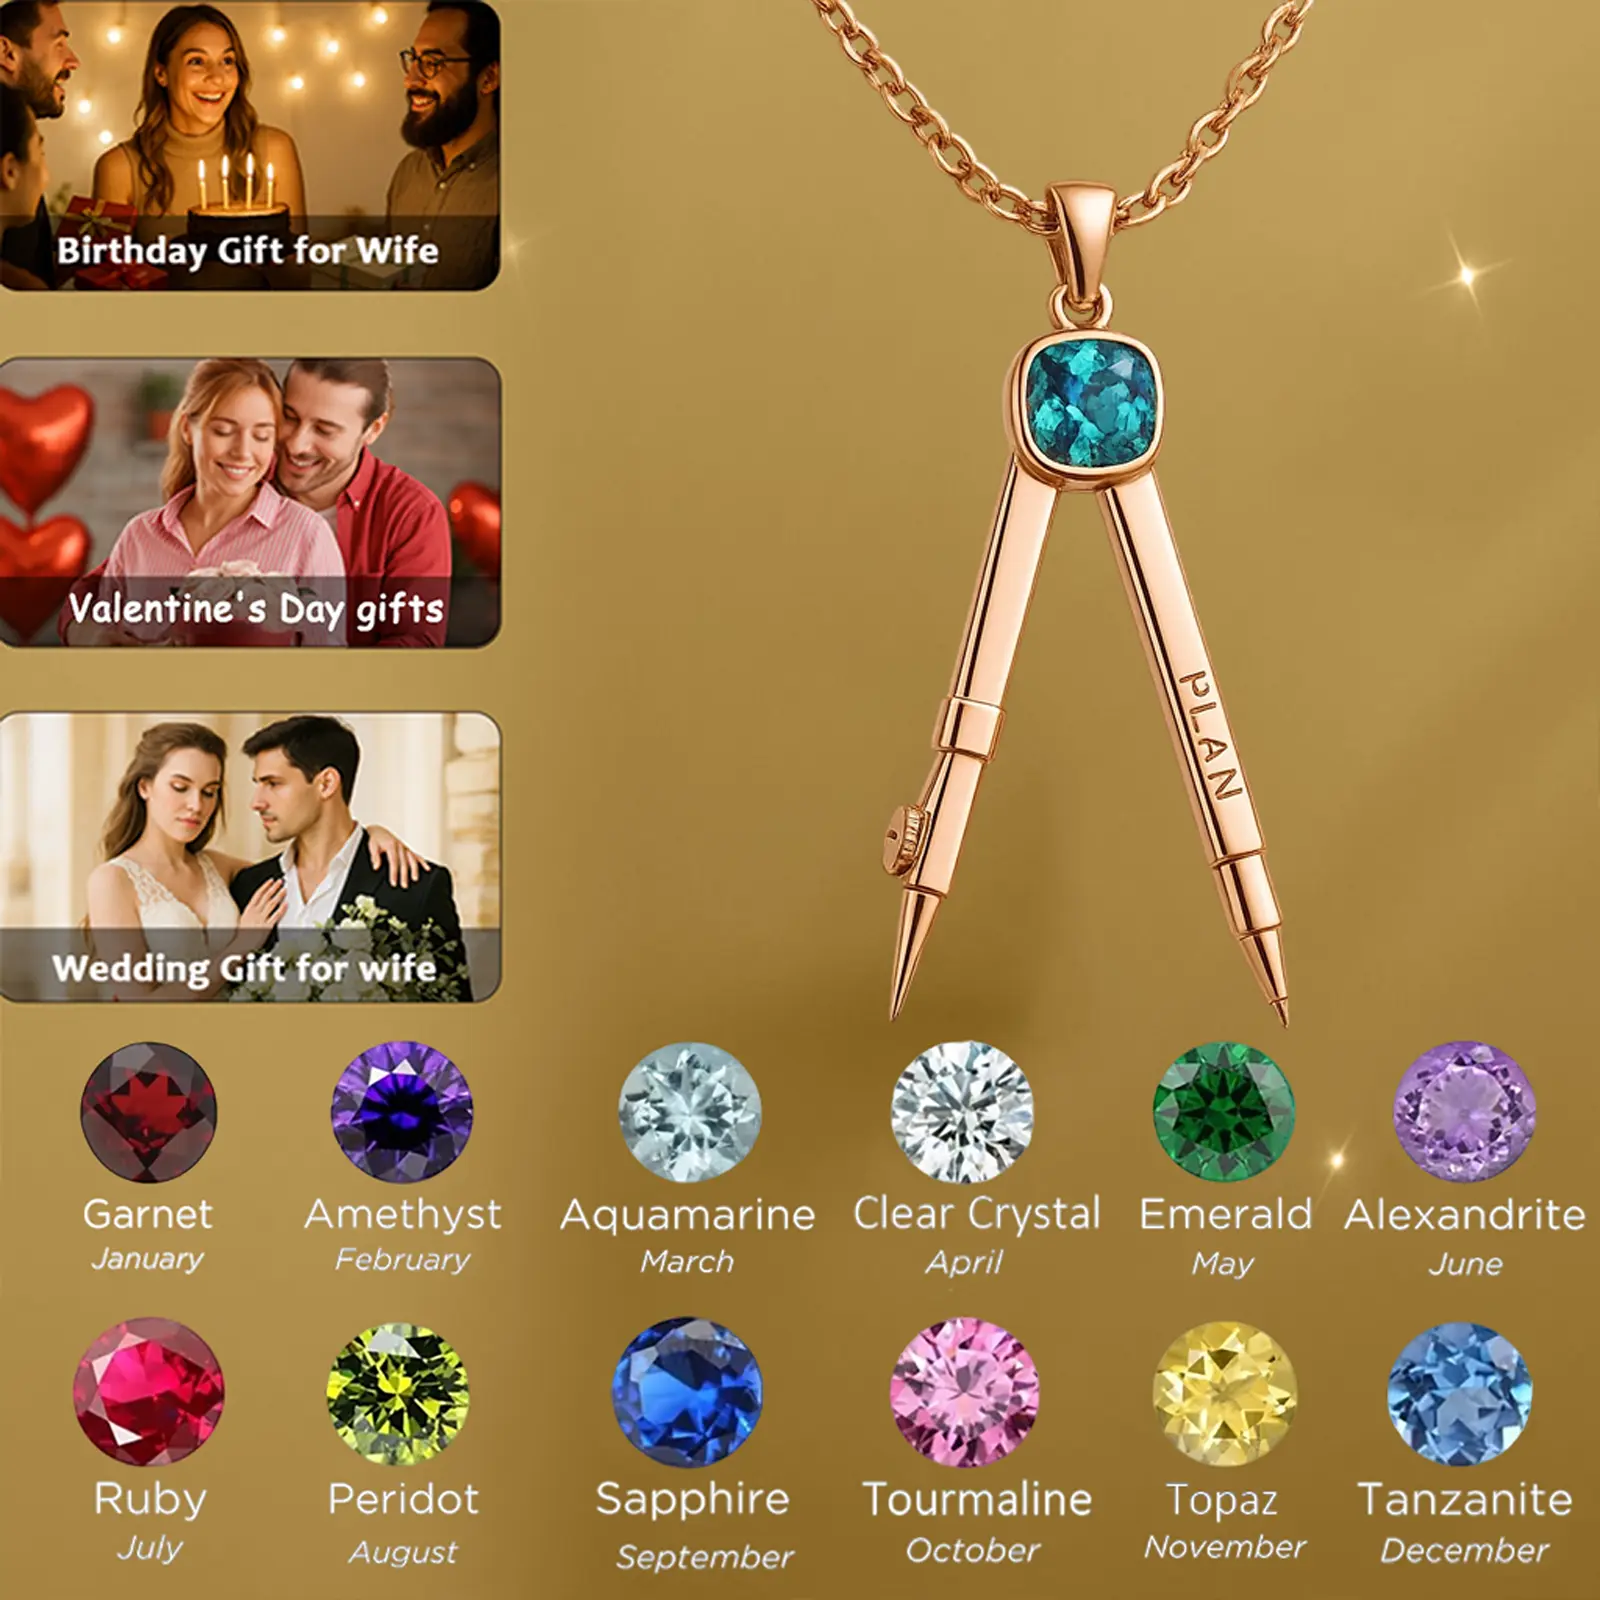 Birthday Gift for Wife
Valentine's Day gifts
Wedding Gift for wife
PLAN
Garnet
January
Amethyst
February
Aquamarine
March
Clear Crystal
April
Emerald
May
Alexandrite
June
Ruby
July
Peridot
August
Sapphire
September
Tourmaline
October
Topaz
November
Tanzanite
December